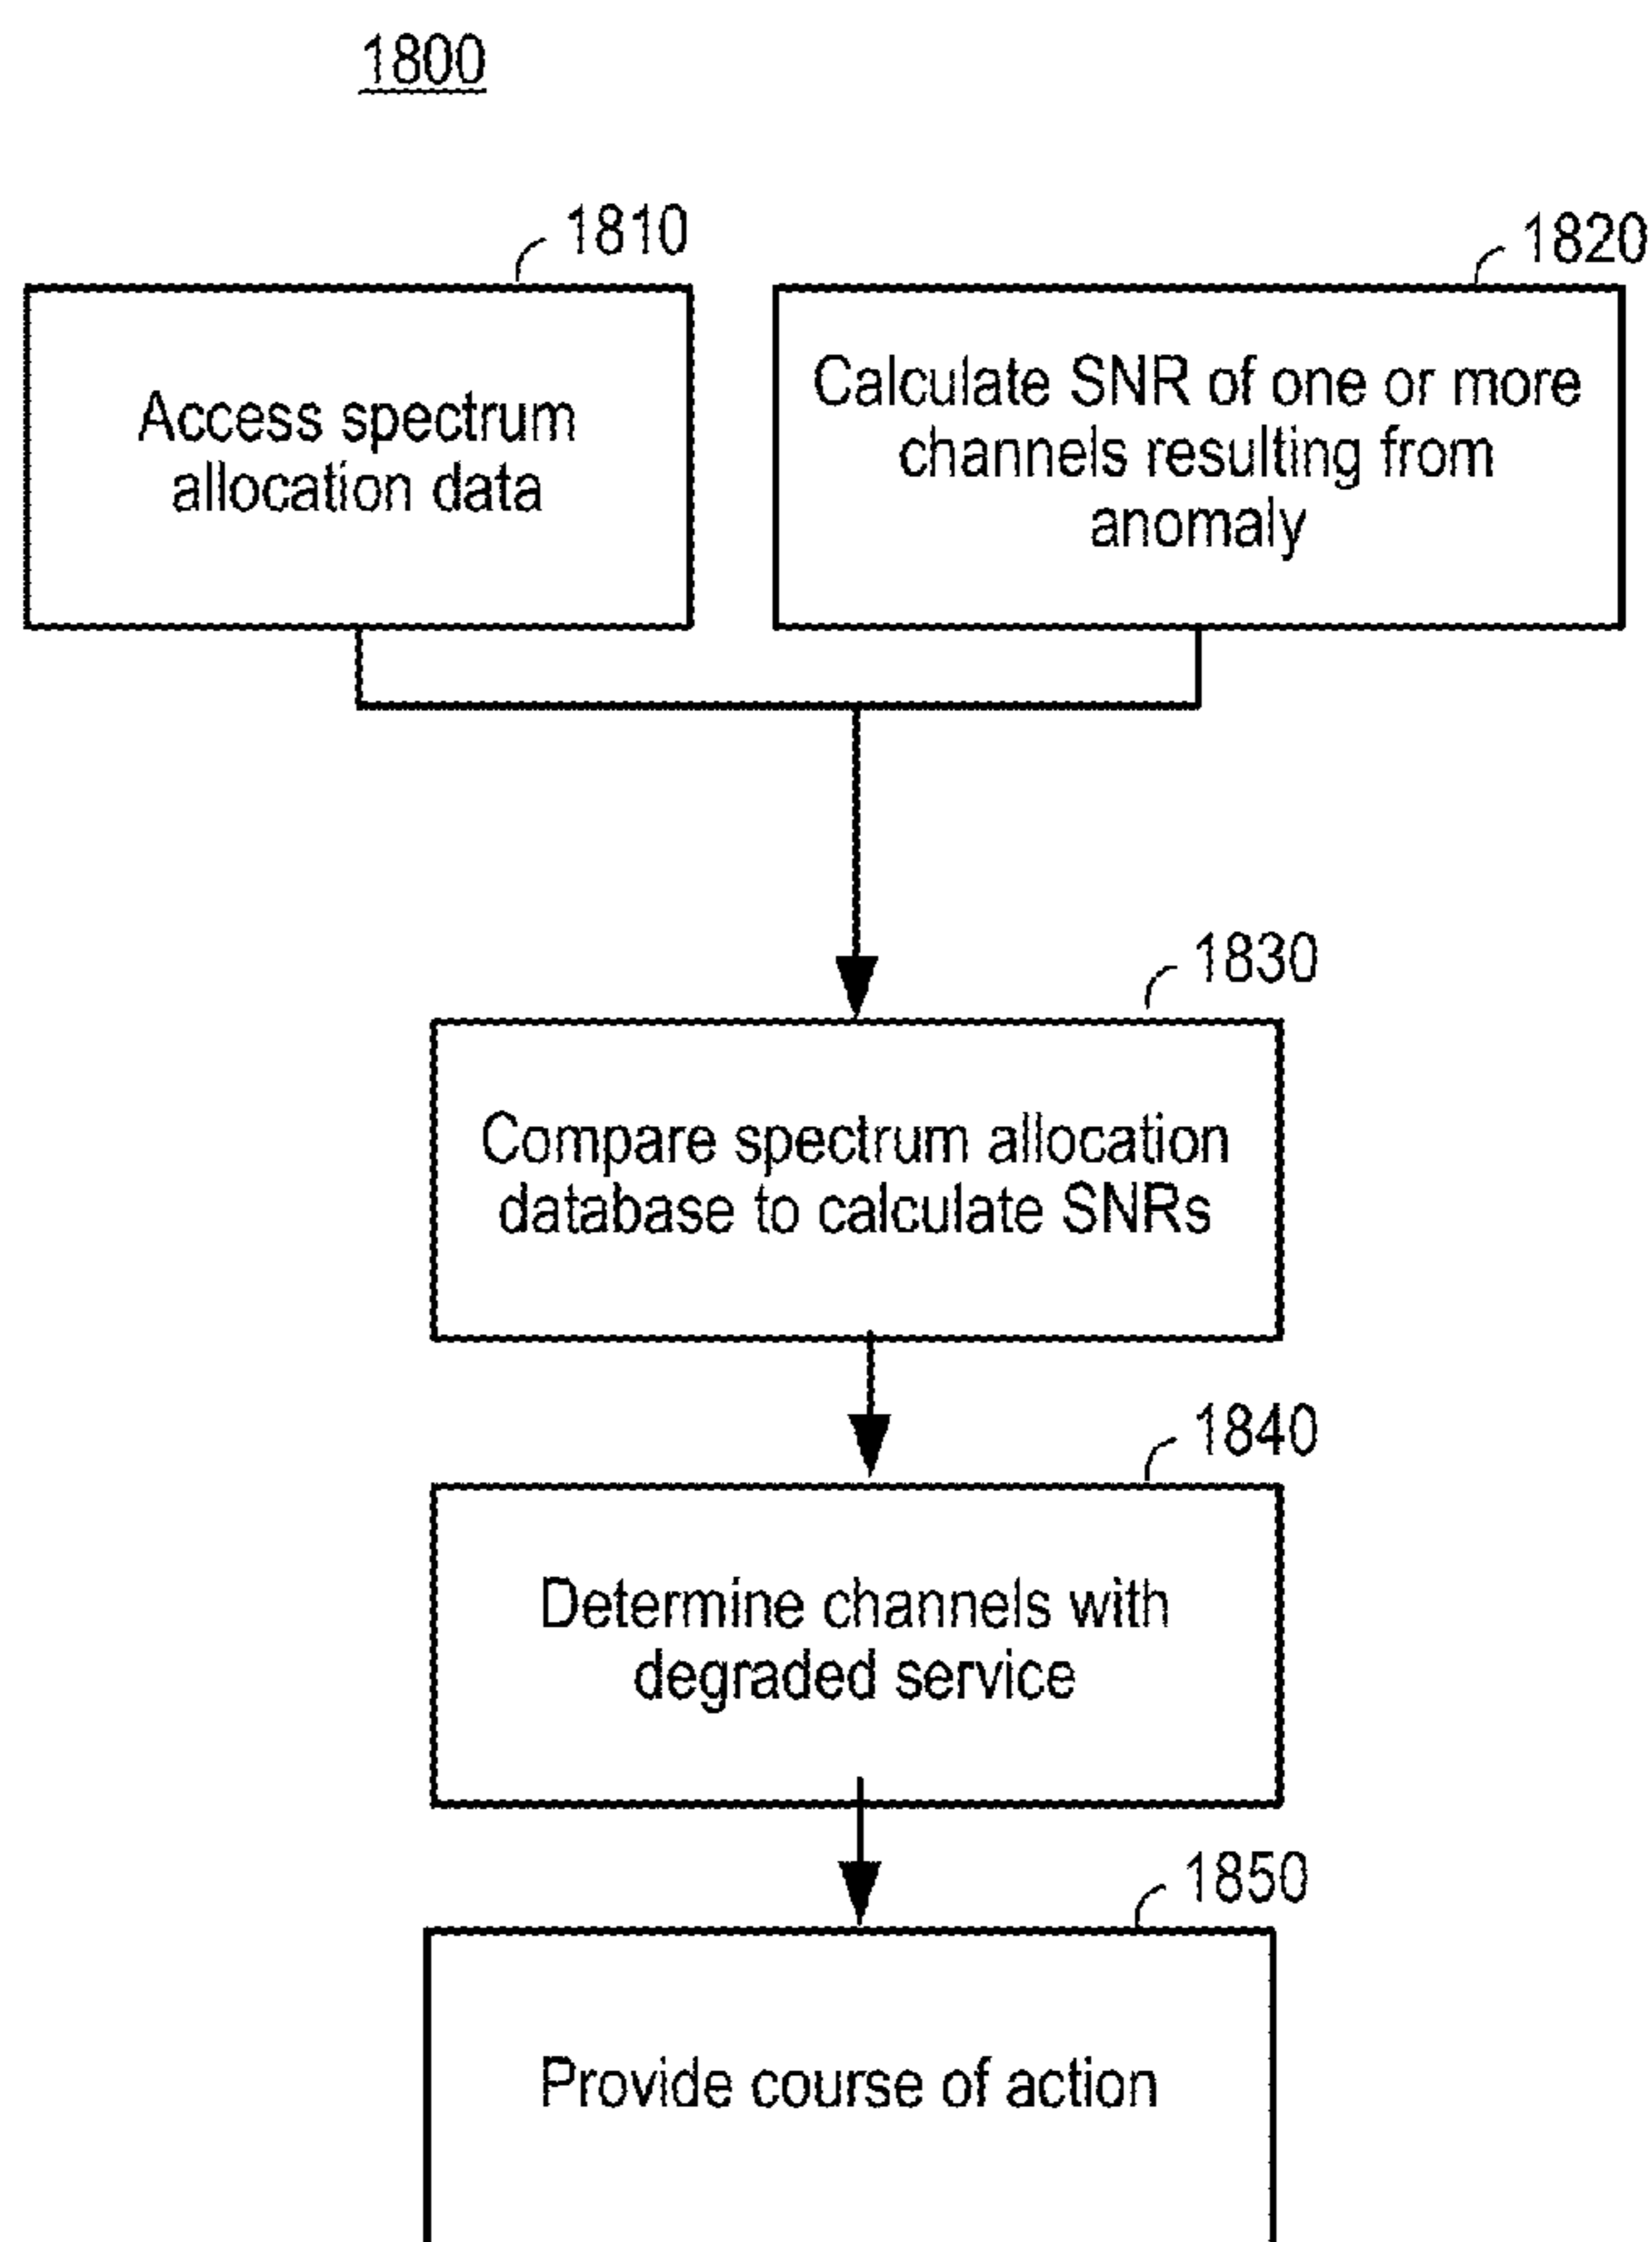 1800
1810
Access spectrum
allocation data
1820
Calculate SNR of one or more
channels resulting from
anomaly
1830
Compare spectrum allocation
database to calculate SNRs
1840
Determine channels with
degraded service
1850
Provide course of action